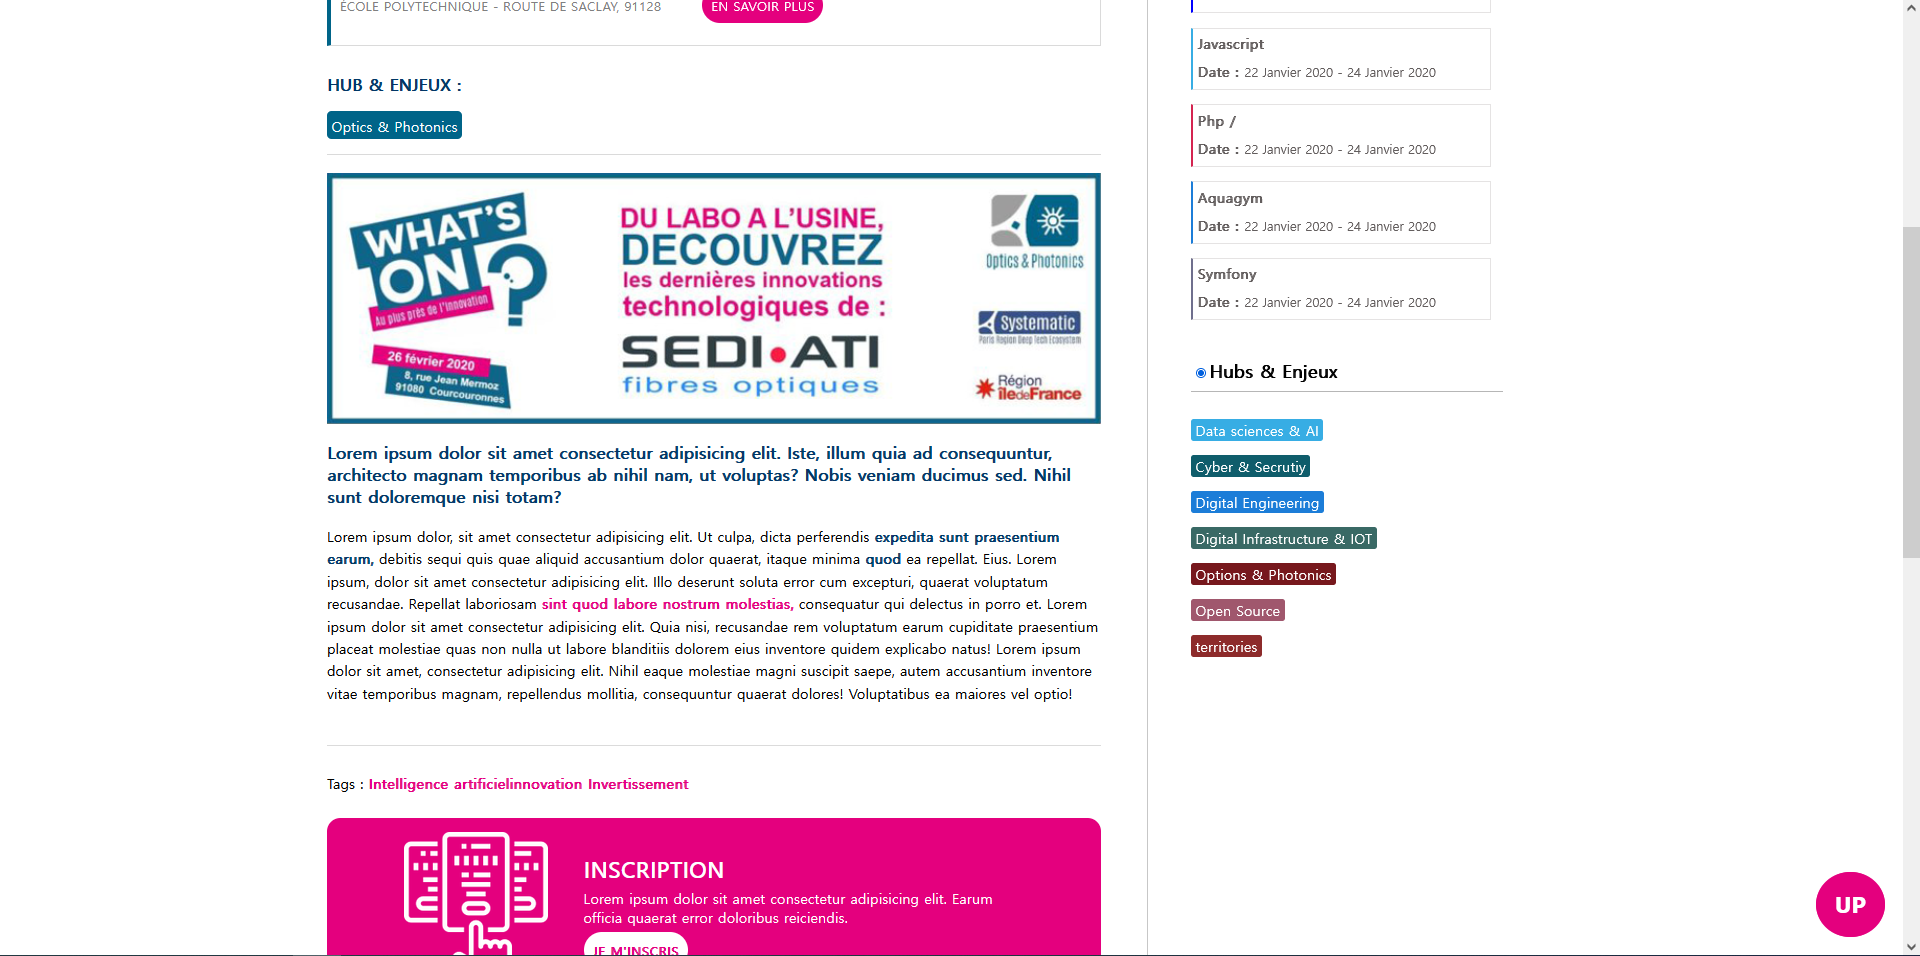 ÉCOLE POLYTECHNIQUE - ROUTE DE SACLAY, 91128
EN SAVOIR PLUS
HUB & ENJEUX :
Optics & Photonics
WHAT'S
ON ?
Au plus près de l'innovation
26 février 2020
8, rue Jean Mermoz
91080 Courcouronnes
DU LABO A L'USINE,
DECOUVREZ
les dernières innovations
technologiques de :
SEDI•ATI
fibres optiques
Optics & Photonics
Systematic
Paris Region Deep Tech Ecosystem
Région
îledeFrance
Lorem ipsum dolor sit amet consectetur adipisicing elit. Iste, illum quia ad consequuntur,
architecto magnam temporibus ab nihil nam, ut voluptas? Nobis veniam ducimus sed. Nihil
sunt doloremque nisi totam?
Lorem ipsum dolor, sit amet consectetur adipisicing elit. Ut culpa, dicta perferendis expedita sunt praesentium
earum, debitis sequi quis quae aliquid accusantium dolor quaerat, itaque minima quod ea repellat. Eius. Lorem
ipsum, dolor sit amet consectetur adipisicing elit. Illo deserunt soluta error cum excepturi, quaerat voluptatum
recusandae. Repellat laboriosam sint quod labore nostrum molestias, consequatur qui delectus in porro et. Lorem
ipsum dolor sit amet consectetur adipisicing elit. Quia nisi, recusandae rem voluptatum earum cupiditate praesentium
placeat molestiae quas non nulla ut labore blanditiis dolorem eius inventore quidem explicabo natus! Lorem ipsum
dolor sit amet, consectetur adipisicing elit. Nihil eaque molestiae magni suscipit saepe, autem accusantium inventore
vitae temporibus magnam, repellendus mollitia, consequuntur quaerat dolores! Voluptatibus ea maiores vel optio!
Tags : Intelligence artificielinnovation Invertissement
INSCRIPTION
Lorem ipsum dolor sit amet consectetur adipisicing elit. Earum
officia quaerat error doloribus reiciendis.
JE M'INSCRIS
Javascript
Date : 22 Janvier 2020 - 24 Janvier 2020
Php /
Date : 22 Janvier 2020 - 24 Janvier 2020
Aquagym
Date : 22 Janvier 2020 - 24 Janvier 2020
Symfony
Date : 22 Janvier 2020 - 24 Janvier 2020
Hubs & Enjeux
Data sciences & AI
Cyber & Secrutiy
Digital Engineering
Digital Infrastructure & IOT
Options & Photonics
Open Source
territories
UP